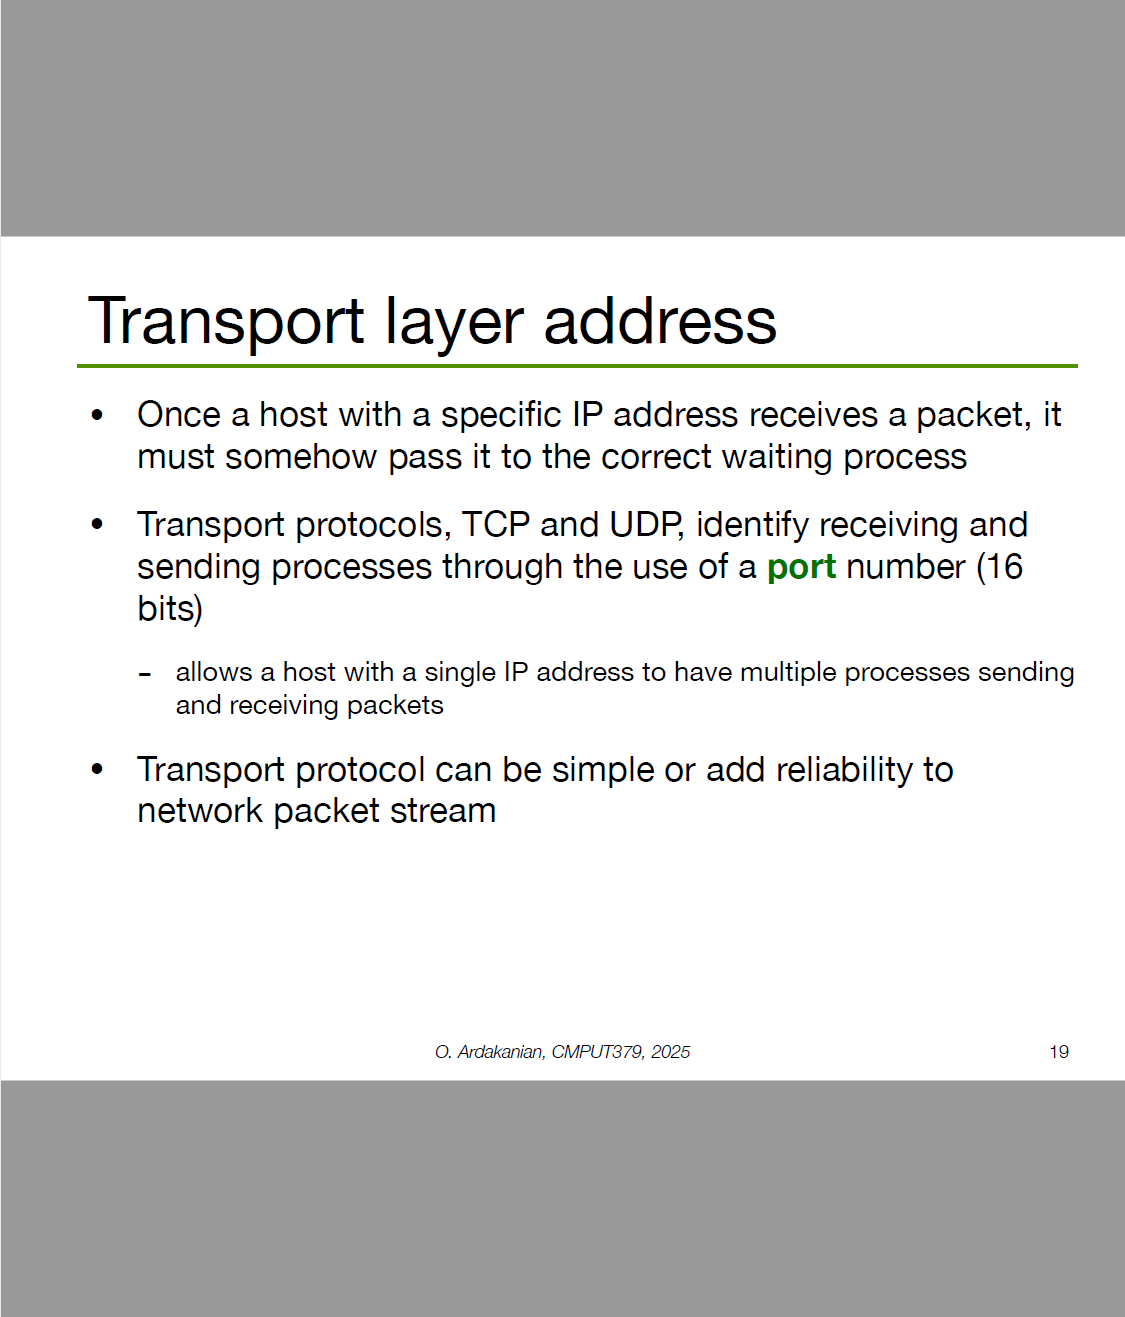 Transport layer address
• Once a host with a specific IP address receives a packet, it
must somehow pass it to the correct waiting process
• Transport protocols, TCP and UDP, identify receiving and
sending processes through the use of a port number (16
bits)
– allows a host with a single IP address to have multiple processes sending
and receiving packets
• Transport protocol can be simple or add reliability to
network packet stream
O. Ardakanian, CMPUT379, 2025
19